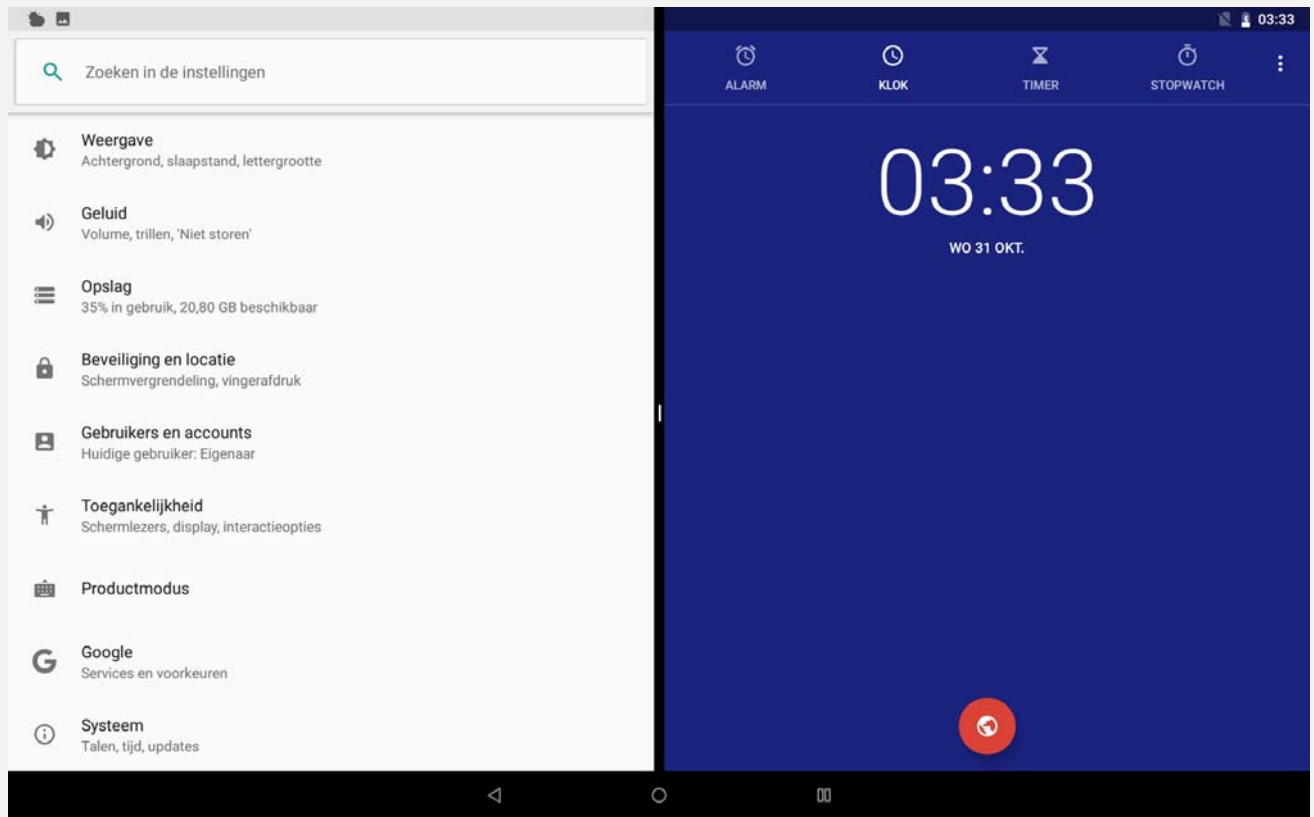 Zoeken in de instellingen
Weergave
Achtergrond, slaapstand, lettergrootte
Geluid
Volume, trillen, 'Niet storen'
Opslag
35% in gebruik, 20,80 GB beschikbaar
Beveiliging en locatie
Schermvergrendeling, vingerafdruk
Gebruikers en accounts
Huidige gebruiker: Eigenaar
Toegankelijkheid
Schermlezers, display, interactieopties
Productmodus
Google
Services en voorkeuren
Systeem
Talen, tijd, updates
03:33
ALARM KLOK TIMER STOPWATCH
03:33
WO 31 OKT.